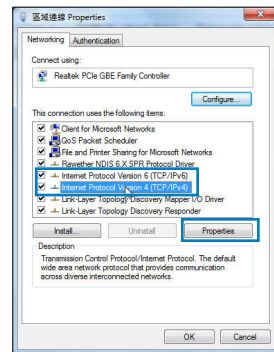 區域連線 Properties
Networking Authentication
Connect using:
Realtek PCIe GBE Family Controller
Configure...
This connection uses the following items:
Client for Microsoft Networks
QoS Packet Scheduler
File and Printer Sharing for Microsoft Networks
Rawether NDIS 6.X SPR Protocol Driver
Internet Protocol Version 6 (TCP/IPv6)
Internet Protocol Version 4 (TCP/IPv4)
Link-Layer Topology Discovery Mapper I/O Driver
Link-Layer Topology Discovery Responder
Install... Uninstall Properties
Description
Transmission Control Protocol/Internet Protocol. The default
wide area network protocol that provides communication
across diverse interconnected networks.
OK Cancel